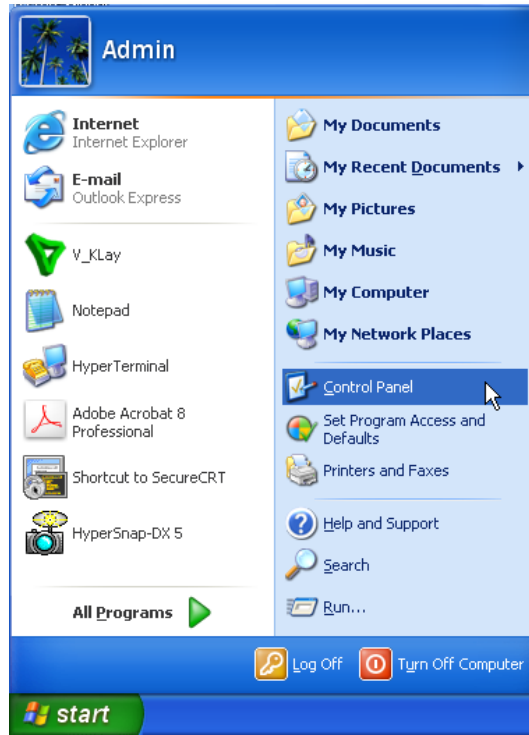 Admin
Internet
Internet Explorer
E-mail
Outlook Express
V_KLay
Notepad
HyperTerminal
Adobe Acrobat 8
Professional
Shortcut to SecureCRT
HyperSnap-DX 5
All Programs
My Documents
My Recent Documents
My Pictures
My Music
My Computer
My Network Places
Control Panel
Set Program Access and
Defaults
Printers and Faxes
Help and Support
Search
Run...
Log Off
Turn Off Computer
start